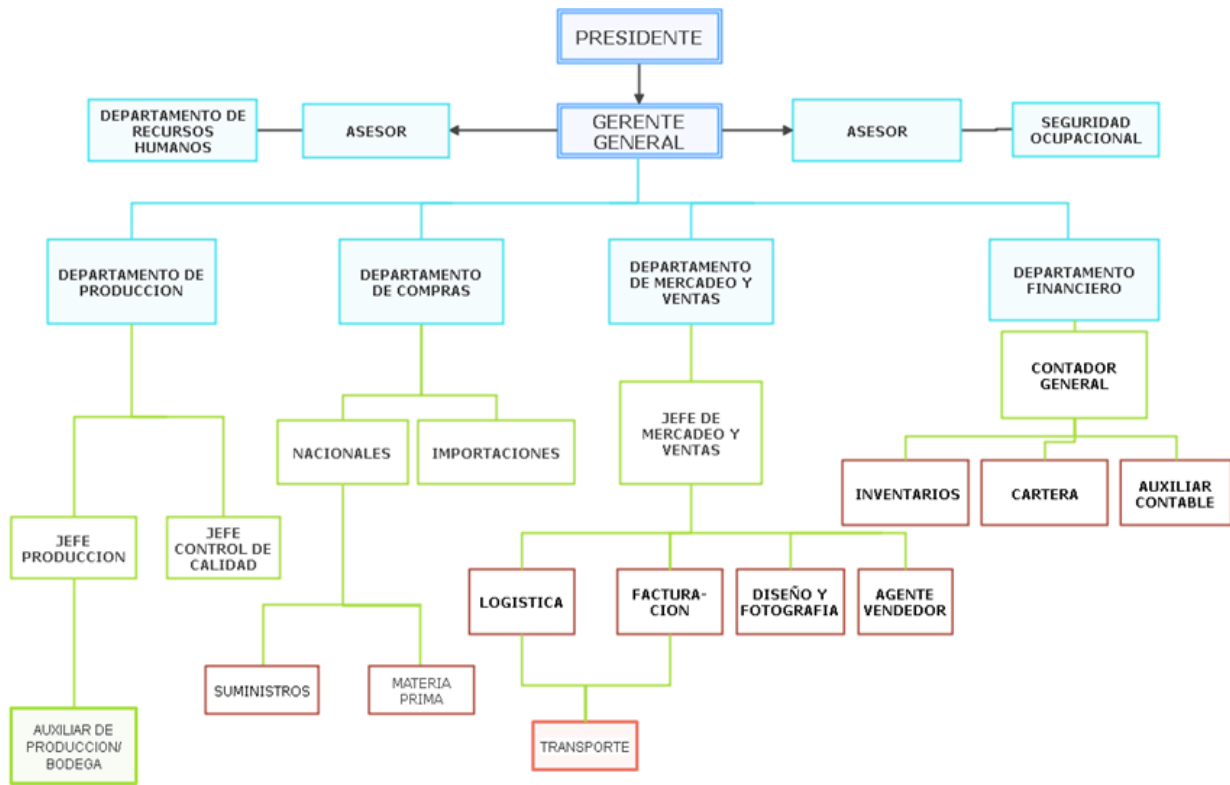 PRESIDENTE
DEPARTAMENTO DE
RECURSOS
HUMANOS
ASESOR
GERENTE
GENERAL
ASESOR
SEGURIDAD
OCUPACIONAL
DEPARTAMENTO DE
PRODUCCION
DEPARTAMENTO
DE COMPRAS
DEPARTAMENTO
DE MERCADEO Y
VENTAS
DEPARTAMENTO
FINANCIERO
CONTADOR
GENERAL
NACIONALES
IMPORTACIONES
JEFE DE
MERCADEO Y
VENTAS
INVENTARIOS
CARTERA
AUXILIAR
CONTABLE
JEFE
PRODUCCION
JEFE
CONTROL DE
CALIDAD
LOGISTICA
FACTURA-
CION
DISEÑO Y
FOTOGRAFIA
AGENTE
VENDEDOR
SUMINISTROS
MATERIA
PRIMA
AUXILIAR DE
PRODUCCION/
BODEGA
TRANSPORTE